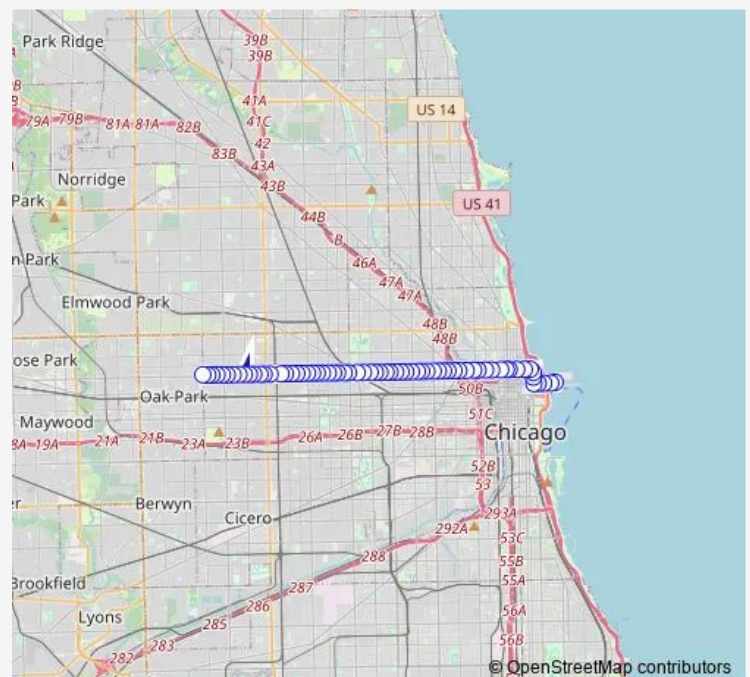 39B
Park Ridge
39B
B
41A
US 14
B
79A 79B 81A 81A 82B
41C
42
83B
43A
Norridge
43B
Park
US 41
44B
B
n Park
46A
47A
47A
Elmwood Park
48B
48B
ose Park
50B
Oak Park
51C
Maywood
Chicago
8A 19A 21A 21B 23A 23B 26A 26B 27B 28B
52B
53
er
Berwyn
293A
Cicero
292A
53C
288
55B
Brookfield
55A
287
286
56A
Lyons
285
56B
283
282
© OpenStreetMap contributors